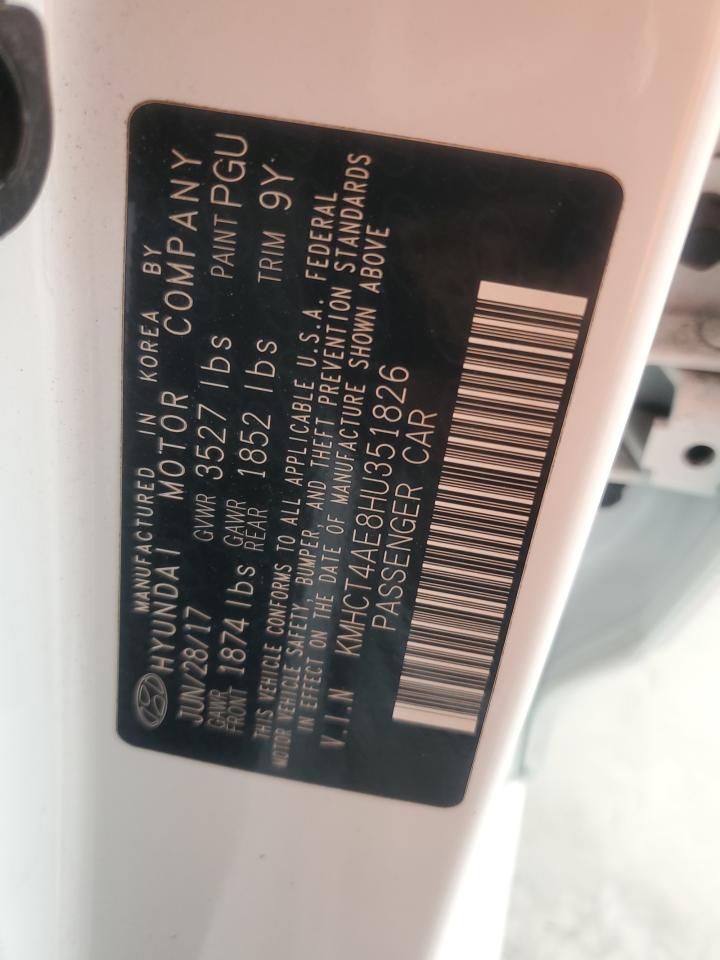 MANUFACTURED IN KOREA BY
HYUNDAI MOTOR COMPANY
JUN/28/17 GVWR 3527 lbs PAINT PGU
GAWR FRONT 1874 lbs GAWR REAR 1852 lbs TRIM 9Y
THIS VEHICLE CONFORMS TO ALL APPLICABLE U.S.A. FEDERAL
MOTOR VEHICLE SAFETY, BUMPER AND THEFT PREVENTION STANDARDS
IN EFFECT ON THE DATE OF MANUFACTURE SHOWN ABOVE
V.I.N KMHCT4AE8HU351826
PASSENGER CAR